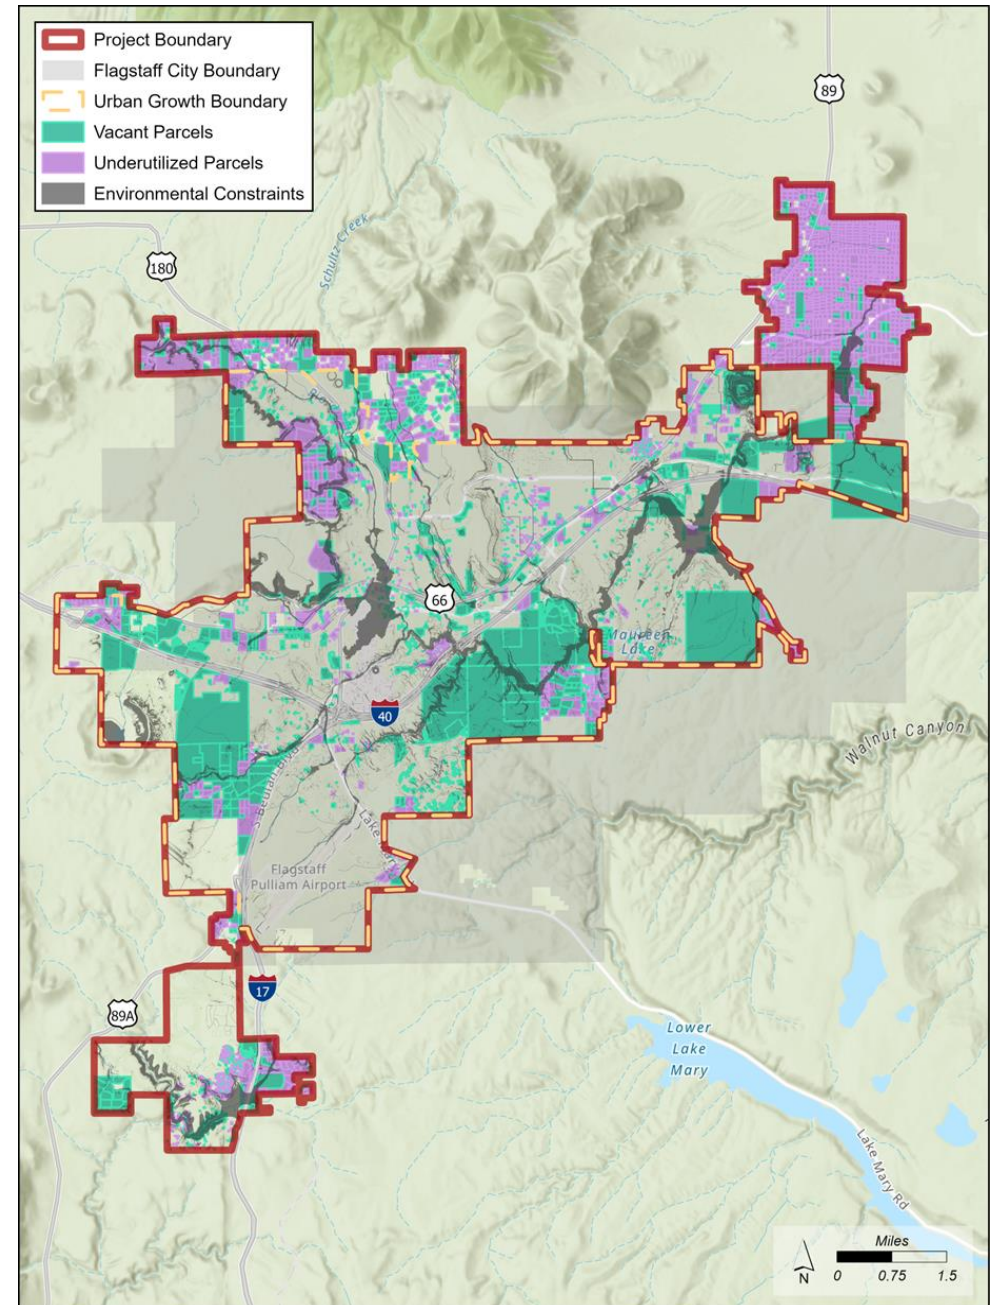 Project Boundary
Flagstaff City Boundary
Urban Growth Boundary
Vacant Parcels
Underutilized Parcels
Environmental Constraints
89
180
Schultz Creek
66
Maureen
Lake
40
Walnut Canyon
S Beulah Blvd
Flagstaff
Pulliam Airport
17
89A
Lower
Lake
Mary
Lake Mary Rd
Miles
N
0 0.75 1.5